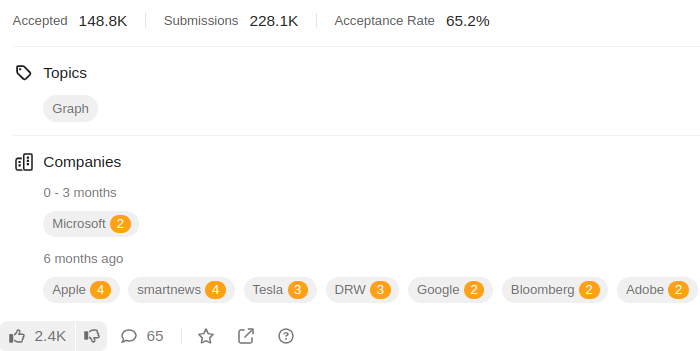 Accepted 148.8K Submissions 228.1K Acceptance Rate 65.2%
Topics
Graph
Companies
0 - 3 months
Microsoft 2
6 months ago
Apple 4 smartnews 4 Tesla 3 DRW 3 Google 2 Bloomberg 2 Adobe 2
2.4K 65